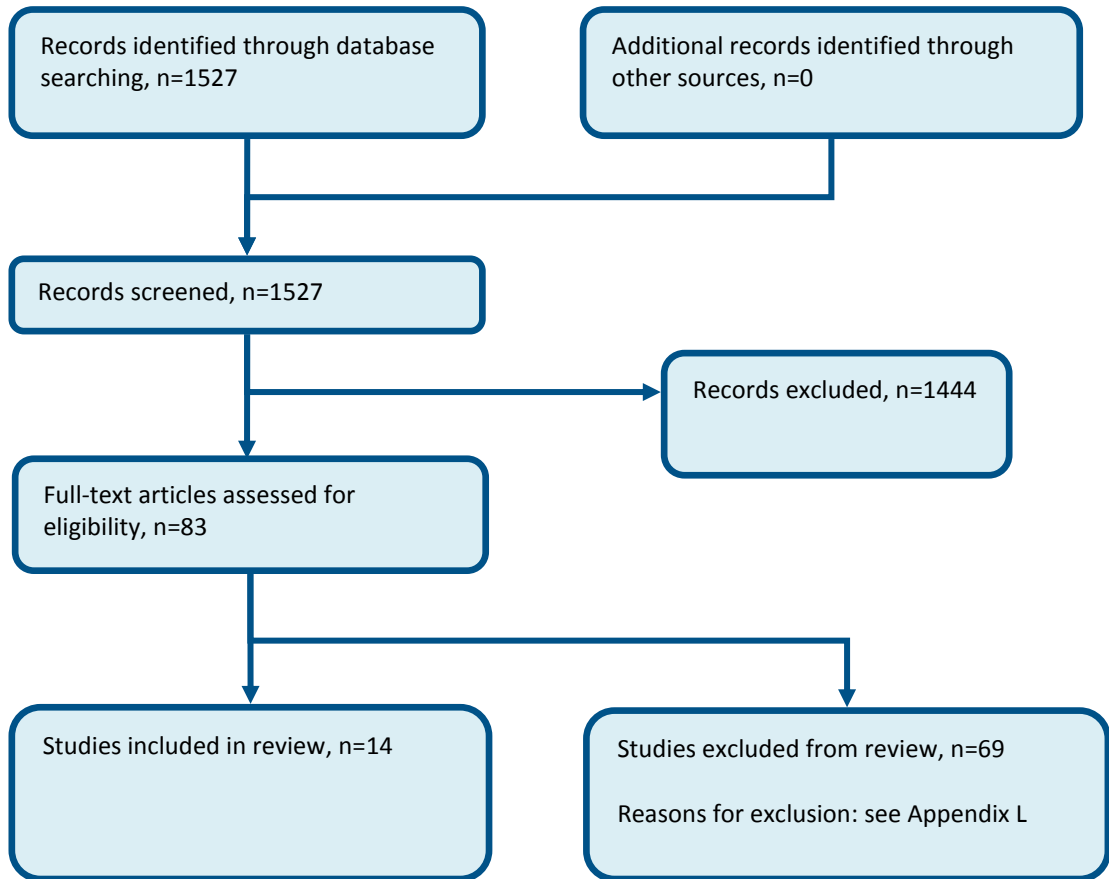 Records identified through database
searching, n=1527
Additional records identified through
other sources, n=0
Records screened, n=1527
Records excluded, n=1444
Full-text articles assessed for
eligibility, n=83
Studies included in review, n=14
Studies excluded from review, n=69
Reasons for exclusion: see Appendix L